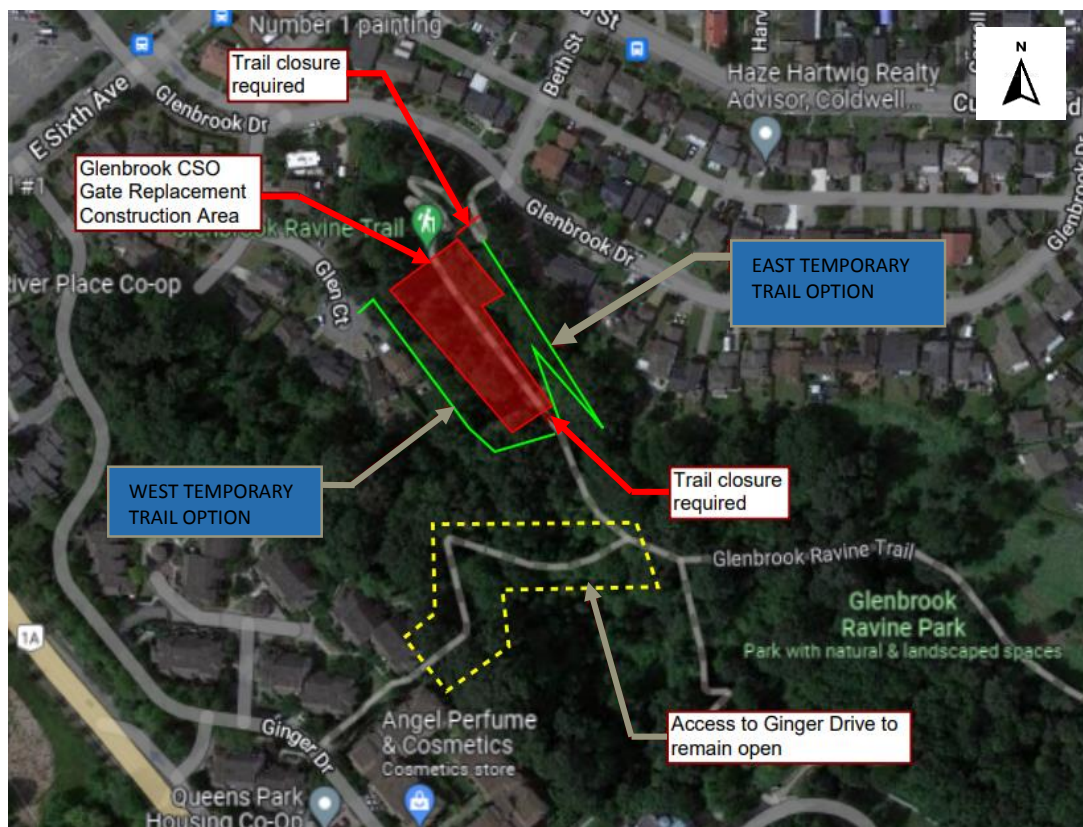 Number 1 painting
Trail closure
required
Beth St
Haze Hartwig Realty
Advisor, Coldwell...
N
E Sixth Ave
Glenbrook Dr
Glenbrook CSO
Gate Replacement
Construction Area
#1
Glenbrook Ravine Trail
Glenbrook Dr
Glenbrook Dr
EAST TEMPORARY
TRAIL OPTION
River Place Co-op
Glen Ct
WEST TEMPORARY
TRAIL OPTION
Trail closure
required
Glenbrook Ravine Trail
Glenbrook
Ravine Park
Park with natural & landscaped spaces
1A
Access to Ginger Drive to
remain open
Ginger Dr
Angel Perfume
& Cosmetics
Cosmetics store
Queens Park
Housing Co-Op